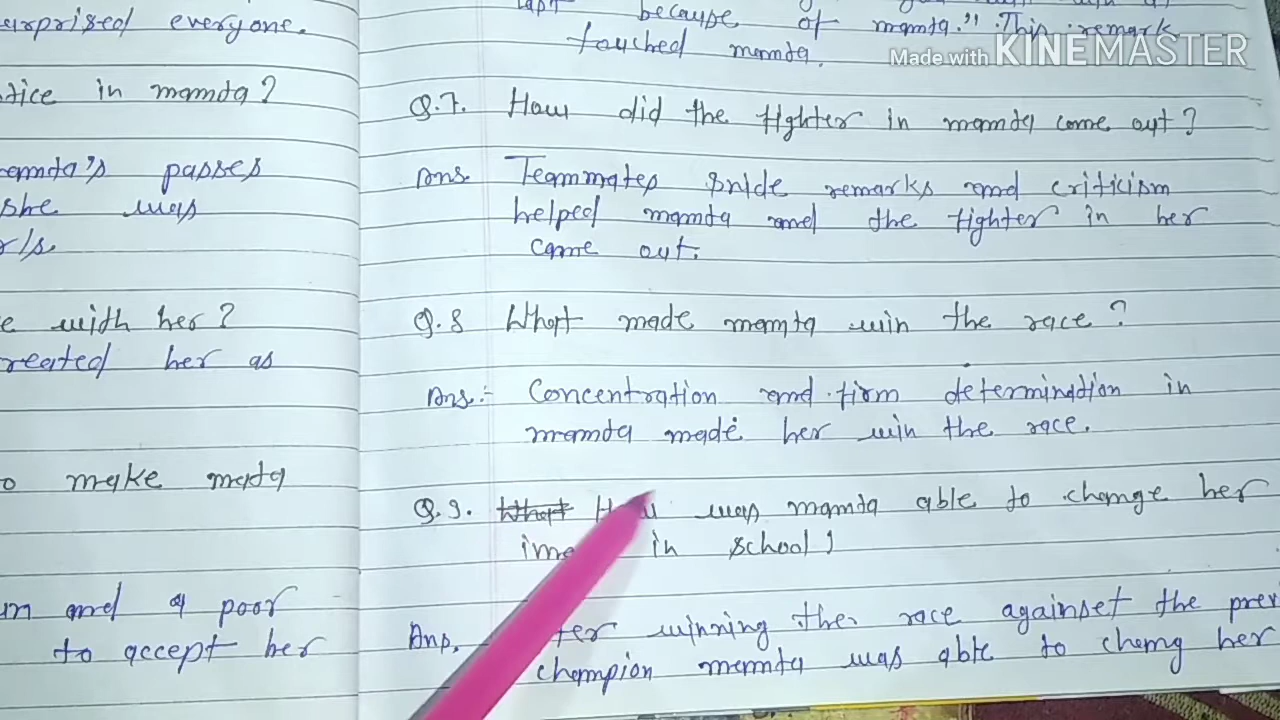 surprised everyone.
tice in mamta?
amta's passes
she was
r/s.
e with her?
reated her as
o make mata
m and a poor
to accept her
because of mamta." This remark
touched mamta.
Made with KINEMASTER
Q.7. How did the fighter in mamta come out?
Ans. Teammates snide remarks and criticism
helped mamta and the fighter in her
came out.
Q.8 What made mamta win the race?
Ans:- Concentration and firm determination in
mamta made her win the race.
Q.9. What How was mamta able to change her
in school?
Ans. ter winning ther race againset the prev
champion mamta was able to chang her